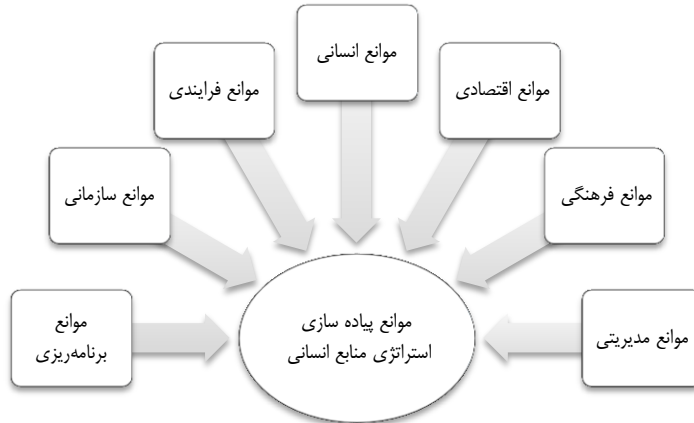 موانع انسانی
موانع اقتصادی
موانع فرایندی
موانع فرهنگی
موانع سازمانی
موانع پیاده سازی
استراتژی منابع انسانی
موانع مدیریتی
موانع
برنامه‌ریزی